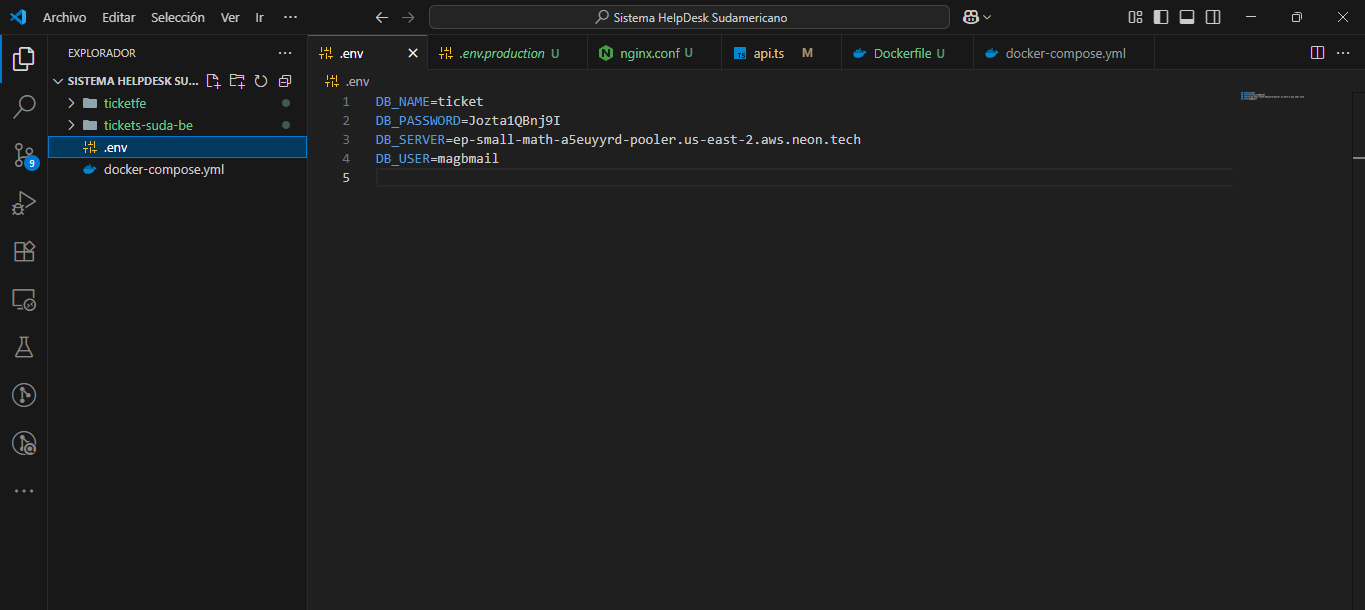 Archivo Editar Selección Ver Ir ··· Sistema HelpDesk Sudamericano
EXPLORADOR ···
SISTEMA HELPDESK SU...
ticketfe
tickets-suda-be
.env
docker-compose.yml
9
.env .env.production U nginx.conf U TS api.ts M Dockerfile U docker-compose.yml ···
.env
1 DB_NAME=ticket
2 DB_PASSWORD=Jozta1QBnj9I
3 DB_SERVER=ep-small-math-a5euyyrd-pooler.us-east-2.aws.neon.tech
4 DB_USER=magbmail
5